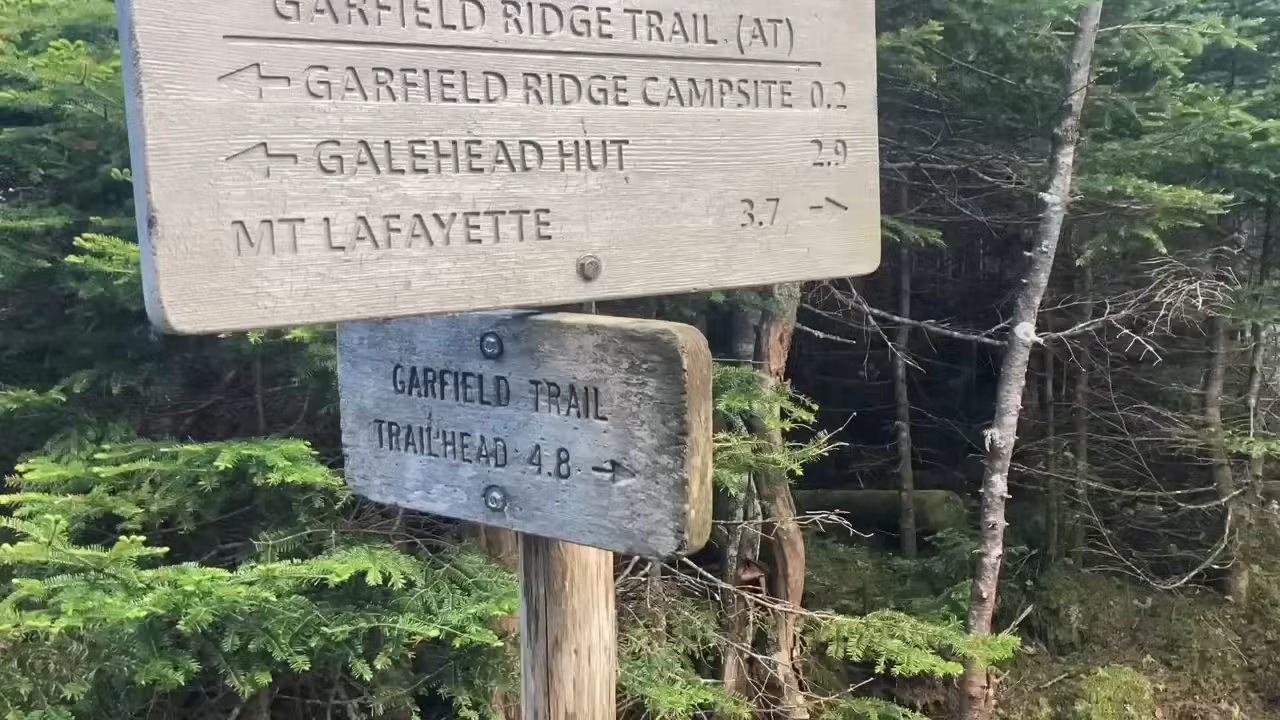 GARFIELD RIDGE TRAIL (AT)
GARFIELD RIDGE CAMPSITE 0.2
GALEHEAD HUT 2.9
MT LAFAYETTE 3.7
GARFIELD TRAIL
TRAILHEAD 4.8